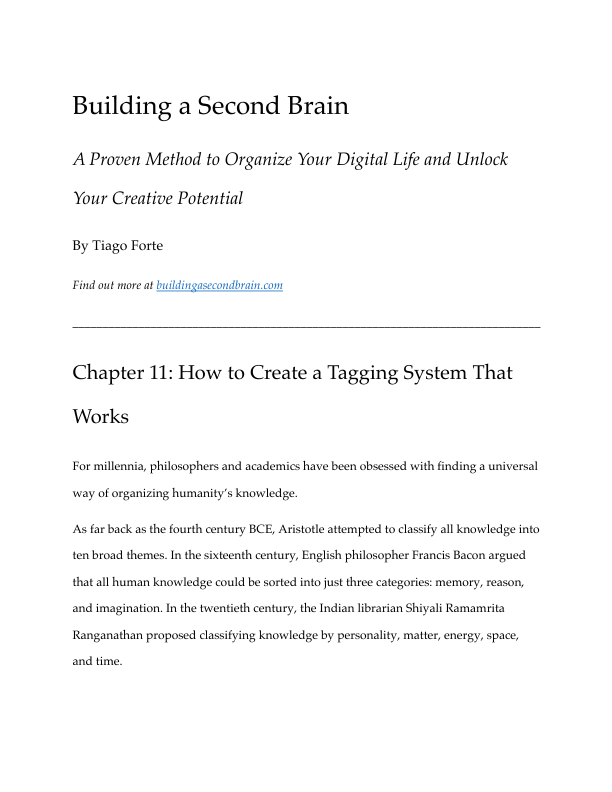 Building a Second Brain
A Proven Method to Organize Your Digital Life and Unlock
Your Creative Potential
By Tiago Forte
Find out more at buildingasecondbrain.com
Chapter 11: How to Create a Tagging System That
Works
For millennia, philosophers and academics have been obsessed with finding a universal
way of organizing humanity’s knowledge.
As far back as the fourth century BCE, Aristotle attempted to classify all knowledge into
ten broad themes. In the sixteenth century, English philosopher Francis Bacon argued
that all human knowledge could be sorted into just three categories: memory, reason,
and imagination. In the twentieth century, the Indian librarian Shiyali Ramamrita
Ranganathan proposed classifying knowledge by personality, matter, energy, space,
and time.